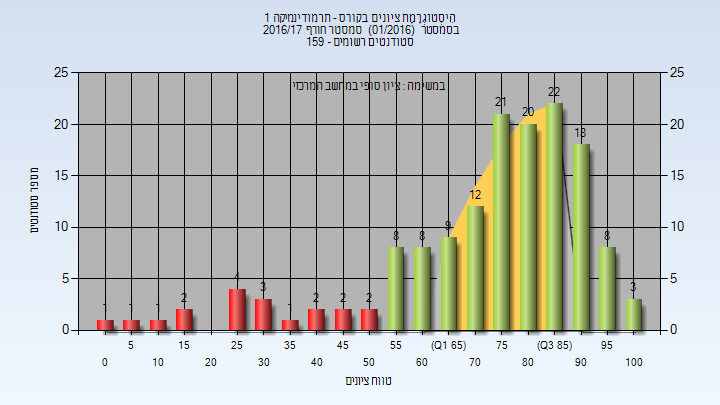 היסטוגרמת ציונים בקורס - תרמודינמיקה 1
בסמסטר (01/2016) סמסטר חורף 2016/17
סטודנטים רשומים - 159
במשימה : ציון סופי במחשב המרכזי
מספר סטודנטים
25 25
20 20
15 15
10 10
5 5
0 0
1 1 1 2 4 3 1 2 2 2 8 8 9 12 21 20 22 18 8 3
5 15 25 35 45 55 (Q1 65) 75 (Q3 85) 95
0 10 20 30 40 50 60 70 80 90 100
טווח ציונים